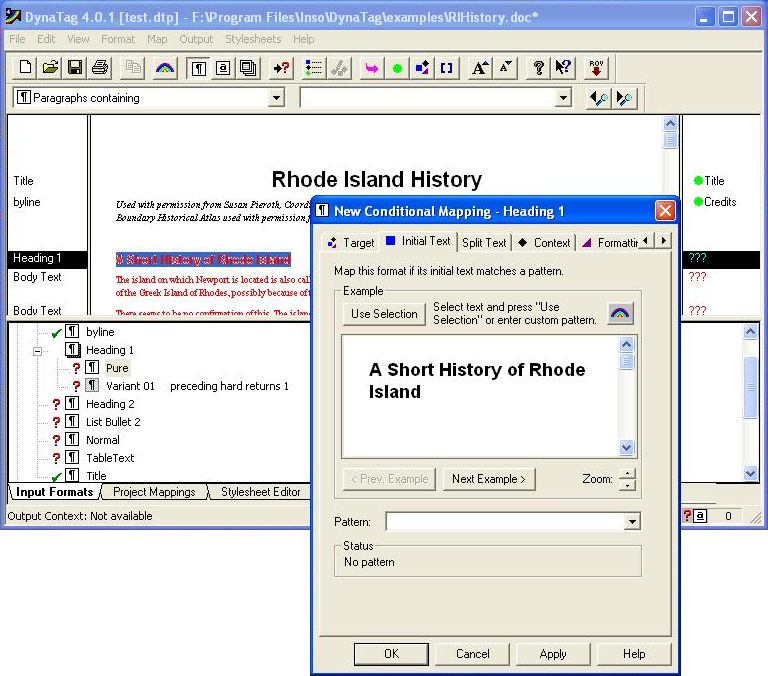 DynaTag 4.0.1 [test.dtp] - F:\Program Files\Inso\DynaTag\examples\RIHistory.doc*
File Edit View Format Map Output Stylesheets Help
Paragraphs containing
Rhode Island History
Title
Title
byline
Used with permission from Susan Pieroth, Coord
Credits
Boundary Historical Atlas used with permission f
Heading 1
A Short History of Rhode Island
???
Body Text
The island on which Newport is located is also cal
???
of the Greek Island of Rhodes, possibly because of
Body Text
There seems to be no confirmation of this. The islan
???
byline
Heading 1
Pure
Variant 01 preceding hard returns 1
Heading 2
List Bullet 2
Normal
TableText
Title
Input Formats Project Mappings Stylesheet Editor
Output Context: Not available
0
New Conditional Mapping - Heading 1
Target Initial Text Split Text Context Formattin
Map this format if its initial text matches a pattern.
Example
Use Selection
Select text and press "Use
Selection" or enter custom pattern.
A Short History of Rhode
Island
< Prev. Example Next Example > Zoom:
Pattern:
Status
No pattern
OK Cancel Apply Help